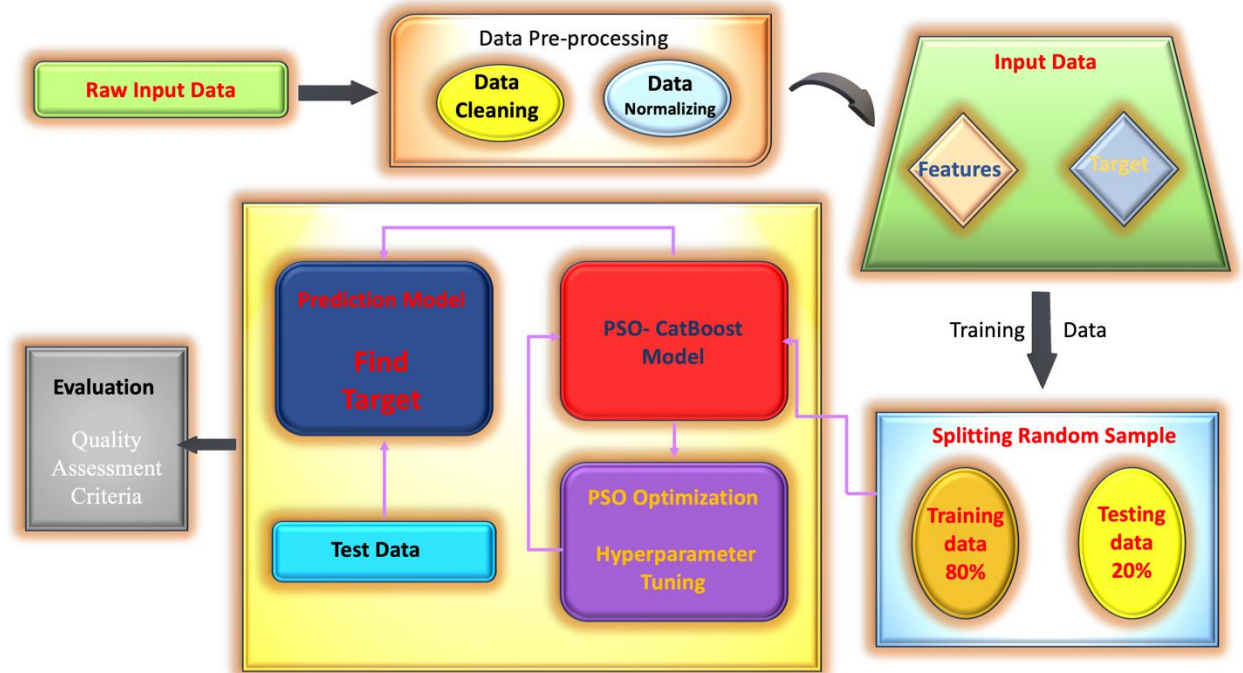 Raw Input Data
Data Pre-processing
Data
Cleaning
Data
Normalizing
Input Data
Features
Target
Training Data
Splitting Random Sample
Training
data
80%
Testing
data
20%
PSO- CatBoost
Model
PSO Optimization
Hyperparameter
Tuning
Prediction Model
Find
Target
Test Data
Evaluation
Quality
Assessment
Criteria